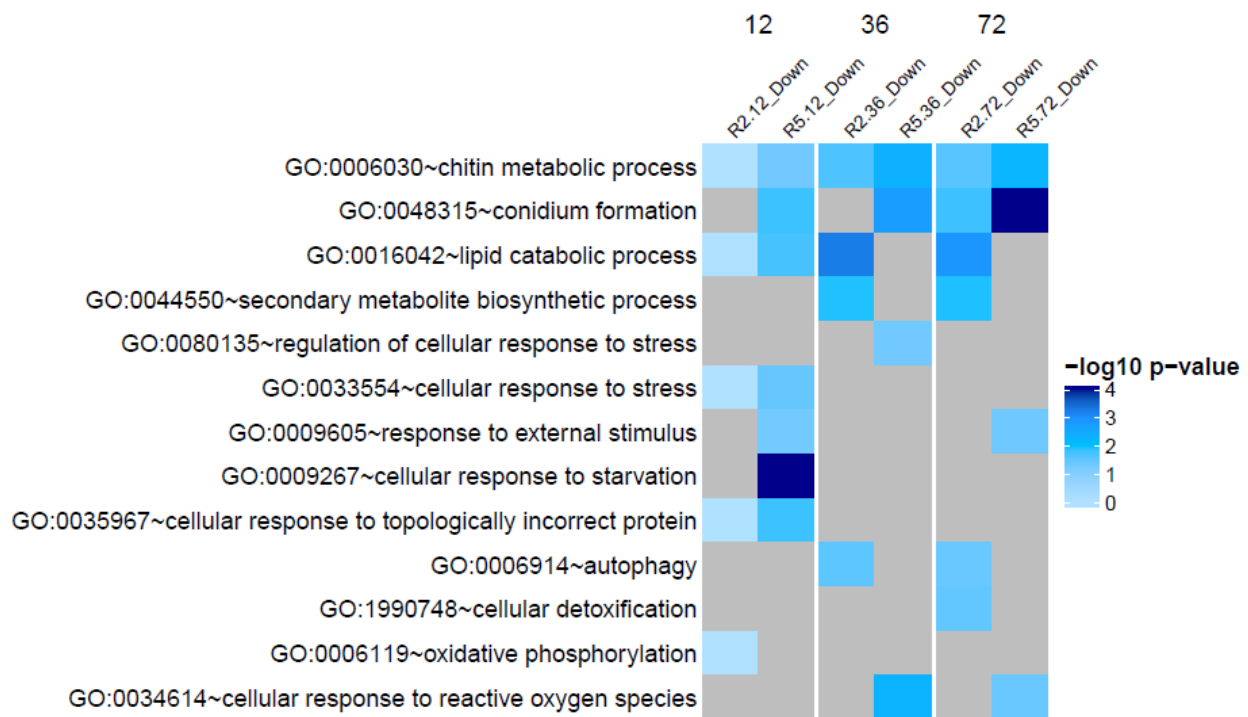 12 36 72
R2.12_Down R5.12_Down R2.36_Down R5.36_Down R2.72_Down R5.72_Down
GO:0006030~chitin metabolic process
GO:0048315~conidium formation
GO:0016042~lipid catabolic process
GO:0044550~secondary metabolite biosynthetic process
GO:0080135~regulation of cellular response to stress
GO:0033554~cellular response to stress
GO:0009605~response to external stimulus
GO:0009267~cellular response to starvation
GO:0035967~cellular response to topologically incorrect protein
GO:0006914~autophagy
GO:1990748~cellular detoxification
GO:0006119~oxidative phosphorylation
GO:0034614~cellular response to reactive oxygen species
−log10 p−value
4
3
2
1
0